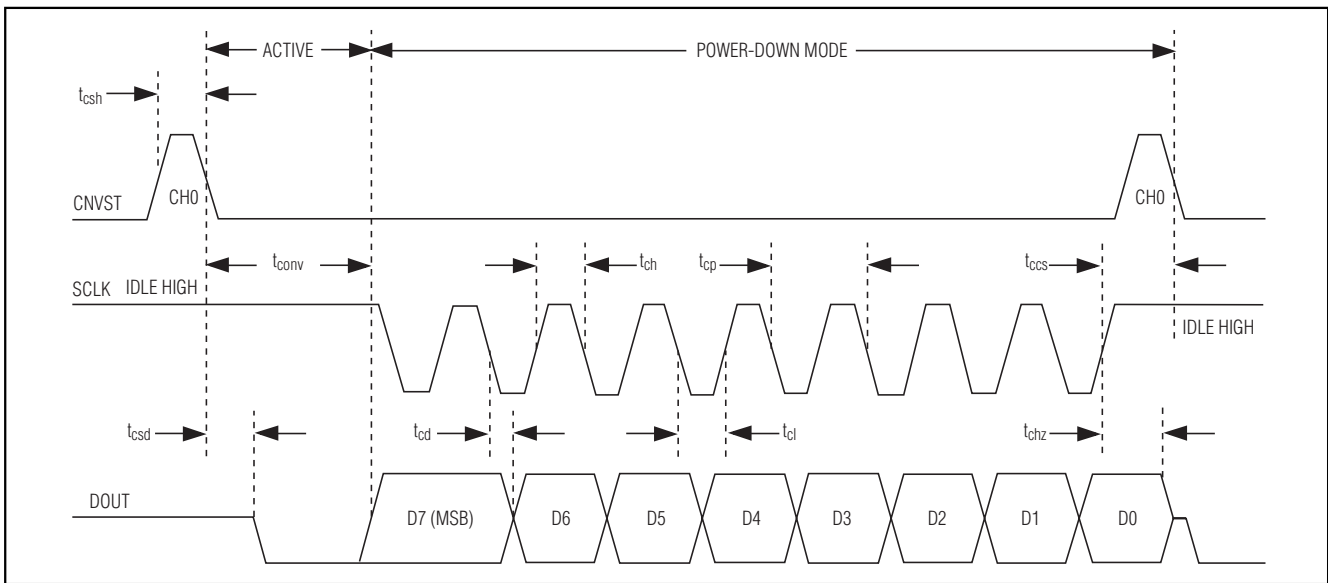 ACTIVE
POWER-DOWN MODE
tcsh
CNVST
CH0
CH0
tconv
tch
tcp
tccs
SCLK
IDLE HIGH
IDLE HIGH
tcsd
tcd
tcl
tchz
DOUT
D7 (MSB)
D6
D5
D4
D3
D2
D1
D0